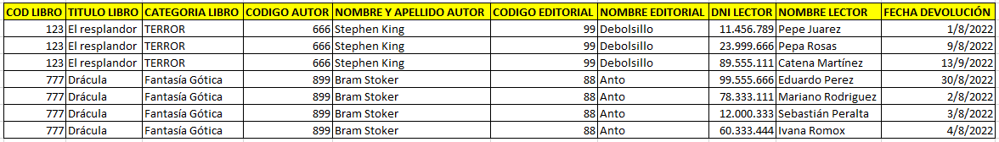 COD LIBRO TITULO LIBRO CATEGORIA LIBRO CODIGO AUTOR NOMBRE Y APELLIDO AUTOR CODIGO EDITORIAL NOMBRE EDITORIAL DNI LECTOR NOMBRE LECTOR FECHA DEVOLUCIÓN
123 El resplandor TERROR 666 Stephen King 99 Debolsillo 11.456.789 Pepe Juarez 1/8/2022
123 El resplandor TERROR 666 Stephen King 99 Debolsillo 23.999.666 Pepa Rosas 9/8/2022
123 El resplandor TERROR 666 Stephen King 99 Debolsillo 89.555.111 Catena Martínez 13/9/2022
777 Drácula Fantasía Gótica 899 Bram Stoker 88 Anto 99.555.666 Eduardo Perez 30/8/2022
777 Drácula Fantasía Gótica 899 Bram Stoker 88 Anto 78.333.111 Mariano Rodriguez 2/8/2022
777 Drácula Fantasía Gótica 899 Bram Stoker 88 Anto 12.000.333 Sebastián Peralta 3/8/2022
777 Drácula Fantasía Gótica 899 Bram Stoker 88 Anto 60.333.444 Ivana Romox 4/8/2022